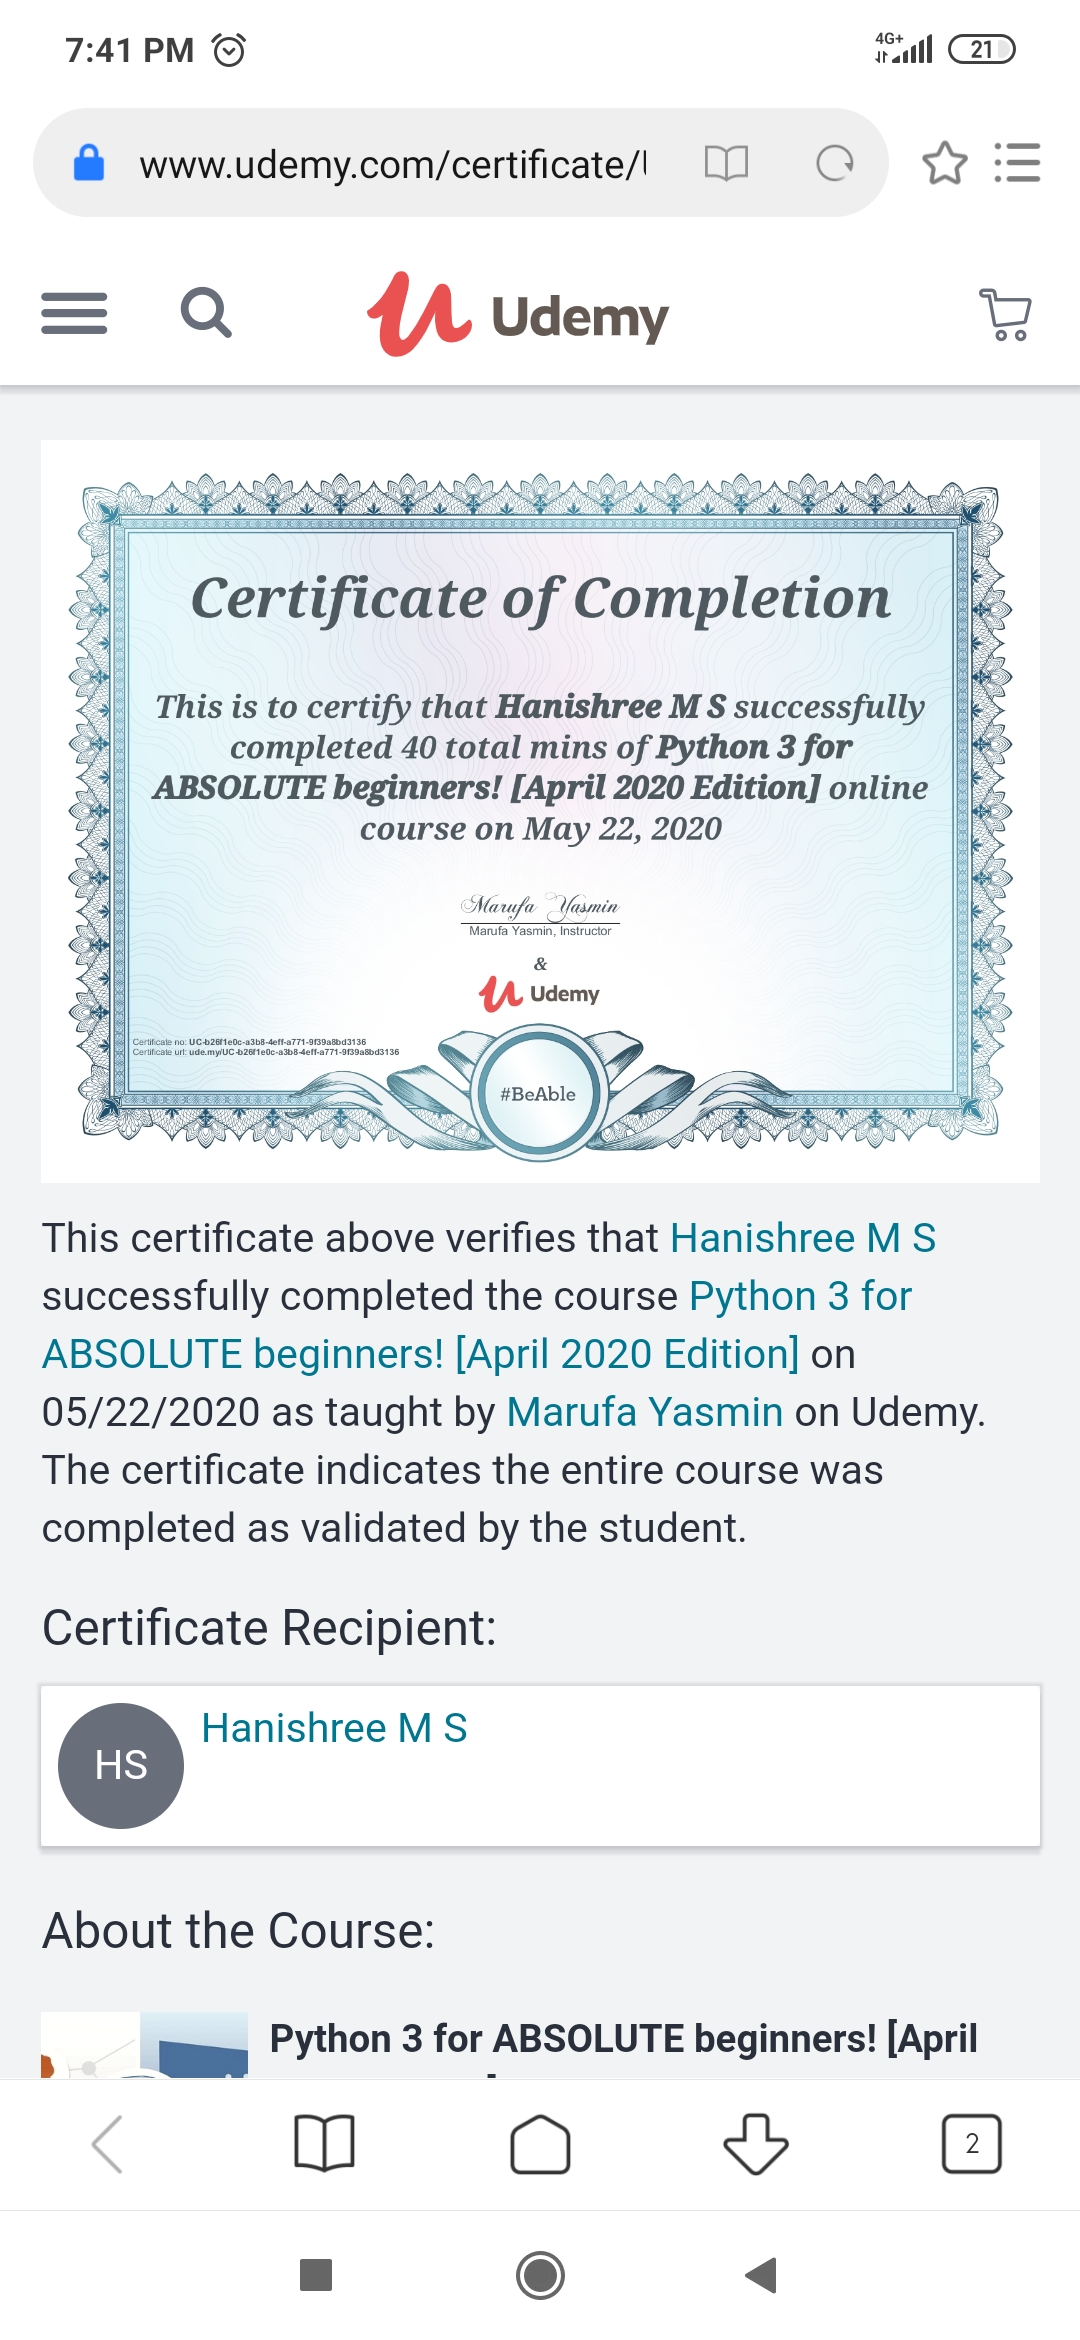 7:41 PM
4G+
21
www.udemy.com/certificate/
Udemy
Certificate of Completion
This is to certify that Hanishree M S successfully
completed 40 total mins of Python 3 for
ABSOLUTE beginners! [April 2020 Edition] online
course on May 22, 2020
Marufa Yasmin
Marufa Yasmin, Instructor
&
Udemy
Certificate no: UC-b26f1e0c-a3b8-4eff-a771-9f39a8bd3136
Certificate url: ude.my/UC-b26f1e0c-a3b8-4eff-a771-9f39a8bd3136
#BeAble
This certificate above verifies that Hanishree M S
successfully completed the course Python 3 for
ABSOLUTE beginners! [April 2020 Edition] on
05/22/2020 as taught by Marufa Yasmin on Udemy.
The certificate indicates the entire course was
completed as validated by the student.
Certificate Recipient:
HS
Hanishree M S
About the Course:
Python 3 for ABSOLUTE beginners! [April
2